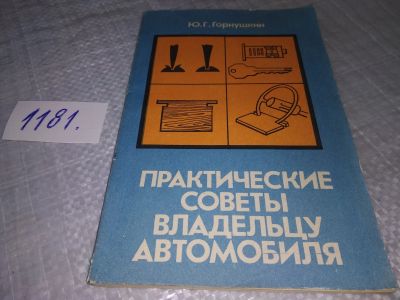 Ю.Г. Горнушкин
1181.
ПРАКТИЧЕСКИЕ
СОВЕТЫ
ВЛАДЕЛЬЦУ
АВТОМОБИЛЯ